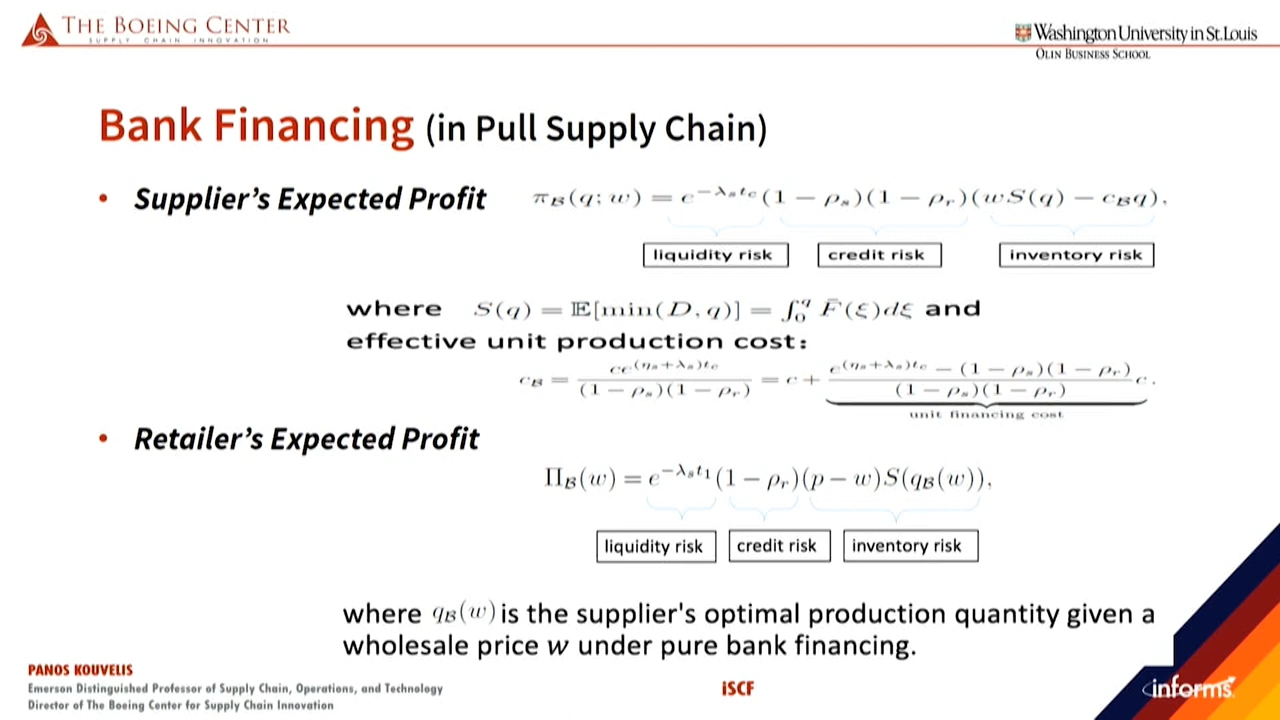 THE BOEING CENTER
SUPPLY CHAIN INNOVATION
Washington University in St. Louis
OLIN BUSINESS SCHOOL
Bank Financing (in Pull Supply Chain)
• Supplier's Expected Profit π_B(q; w) = e^{−λ_s t_c}(1 − ρ_s)(1 − ρ_r)(wS(q) − c_B q),
liquidity risk credit risk inventory risk
where S(q) = 𝔼[min(D, q)] = ∫_0^q F̄(ξ)dξ and
effective unit production cost:
c_B = ce^{(η_s+λ_s)t_c} / (1 − ρ_s)(1 − ρ_r) = c + e^{(η_s+λ_s)t_c} − (1 − ρ_s)(1 − ρ_r) / (1 − ρ_s)(1 − ρ_r) c.
unit financing cost
• Retailer's Expected Profit
Π_B(w) = e^{−λ_s t_1}(1 − ρ_r)(p − w)S(q_B(w)),
liquidity risk credit risk inventory risk
where q_B(w) is the supplier's optimal production quantity given a
wholesale price w under pure bank financing.
PANOS KOUVELIS
Emerson Distinguished Professor of Supply Chain, Operations, and Technology
Director of The Boeing Center for Supply Chain Innovation
iSCF
informs